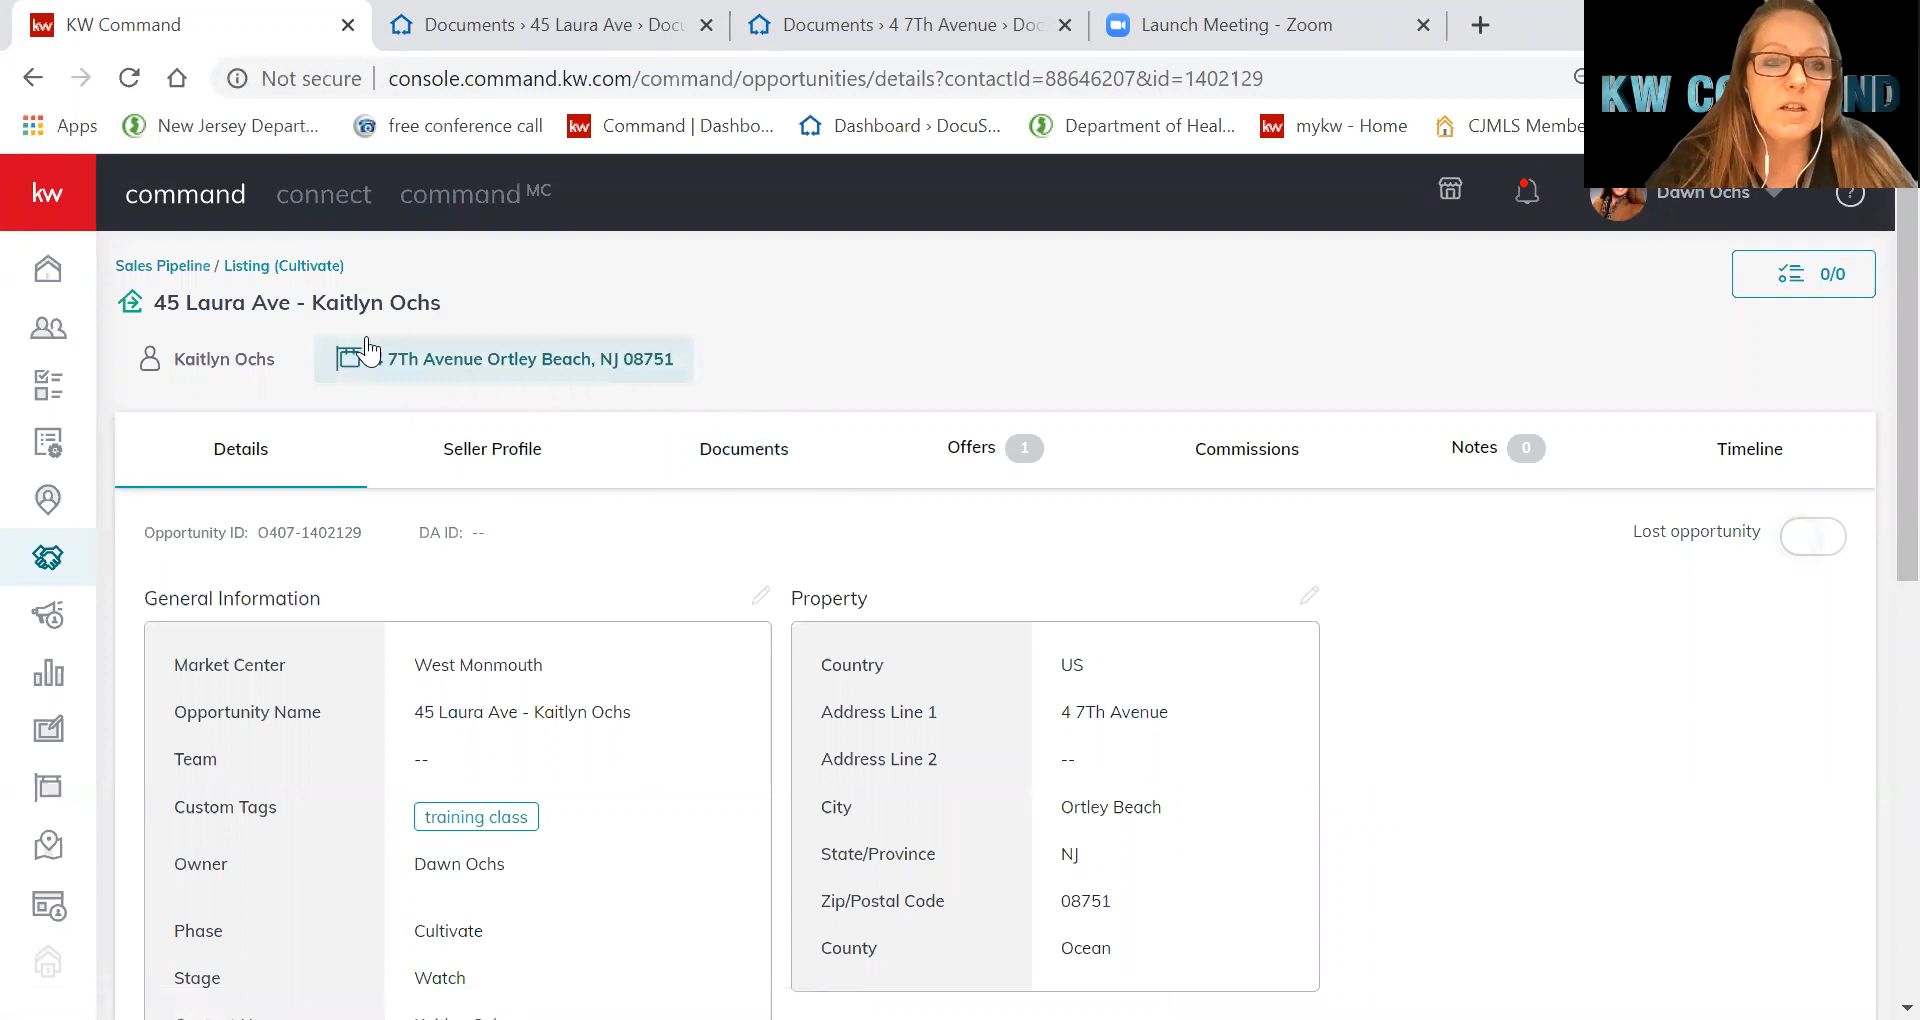 kw KW Command
Documents › 45 Laura Ave › Docu
Documents › 4 7Th Avenue › Doc
Launch Meeting - Zoom
Not secure
console.command.kw.com/command/opportunities/details?contactId=88646207&id=1402129
Apps
New Jersey Depart...
free conference call
kw Command | Dashbo...
Dashboard › DocuS...
Department of Heal...
kw mykw - Home
CJMLS Membe
KW C ND
kw
command
connect
command MC
Dawn Ochs
?
Sales Pipeline / Listing (Cultivate)
0/0
45 Laura Ave - Kaitlyn Ochs
Kaitlyn Ochs
7Th Avenue Ortley Beach, NJ 08751
Details
Seller Profile
Documents
Offers 1
Commissions
Notes 0
Timeline
Opportunity ID: O407-1402129
DA ID: --
Lost opportunity
General Information
Market Center West Monmouth
Opportunity Name 45 Laura Ave - Kaitlyn Ochs
Team --
Custom Tags training class
Owner Dawn Ochs
Phase Cultivate
Stage Watch
Property
Country US
Address Line 1 4 7Th Avenue
Address Line 2 --
City Ortley Beach
State/Province NJ
Zip/Postal Code 08751
County Ocean